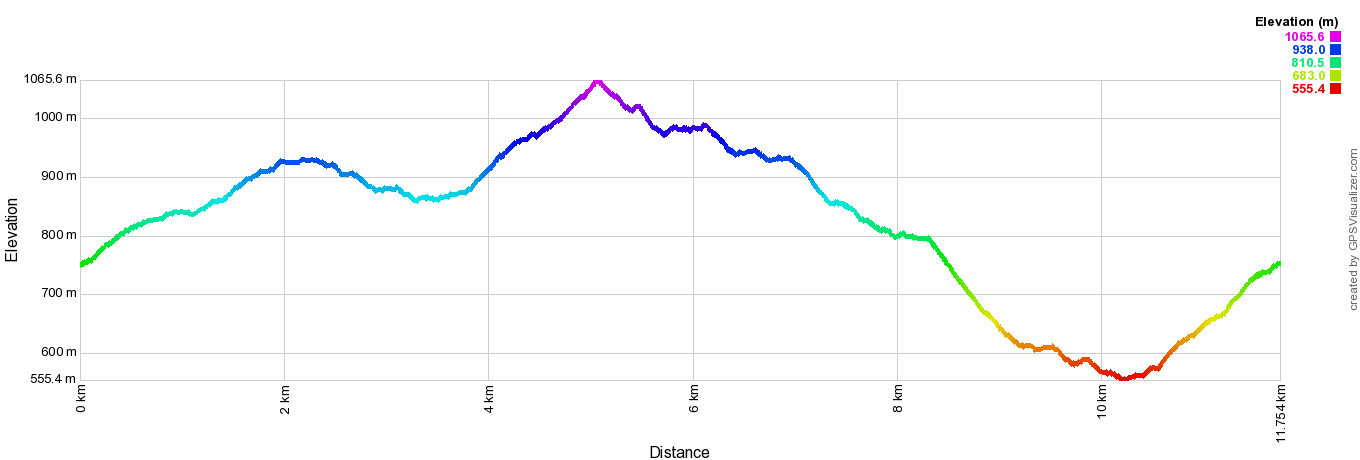 Elevation (m)
1065.6
938.0
810.5
683.0
555.4
1065.6 m
1000 m
900 m
800 m
700 m
600 m
555.4 m
Elevation
0 km
2 km
4 km
6 km
8 km
10 km
11.754 km
Distance
created by GPSVisualizer.com